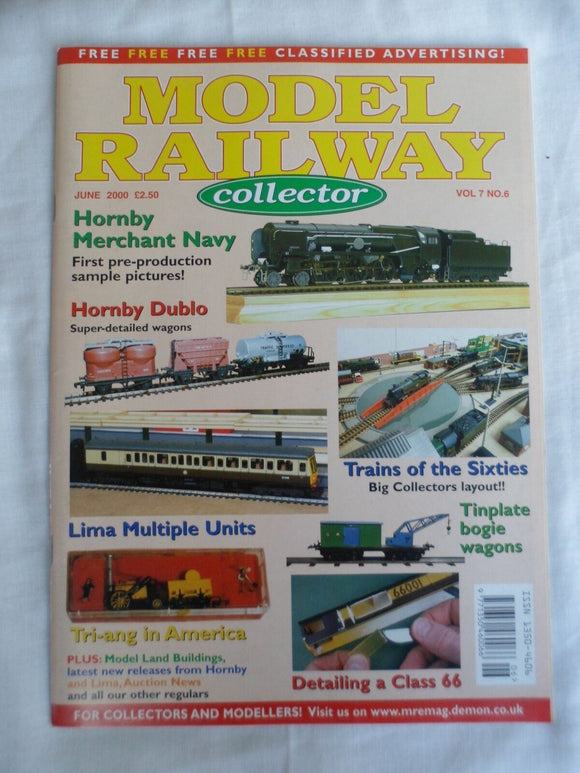 FREE FREE FREE FREE CLASSIFIED ADVERTISING!
MODEL
RAILWAY
collector
JUNE 2000 £2.50
VOL 7 NO.6
Hornby
Merchant Navy
First pre-production
sample pictures!
Hornby Dublo
Super-detailed wagons
Trains of the Sixties
Big Collectors layout!!
Lima Multiple Units
Tinplate
bogie
wagons
Tri-ang in America
66001
PLUS: Model Land Buildings,
latest new releases from Hornby
and Lima, Auction News
and all our other regulars
Detailing a Class 66
ISSN 1350-4606
06>
FOR COLLECTORS AND MODELLERS! Visit us on www.mremag.demon.co.uk